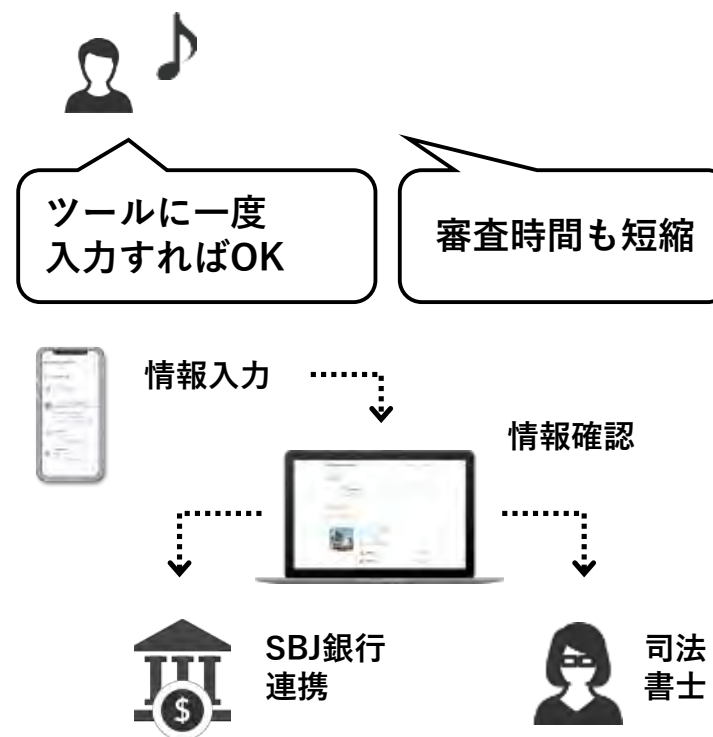 ツールに一度
入力すればOK
審査時間も短縮
情報入力
情報確認
SBJ銀行
連携
司法
書士